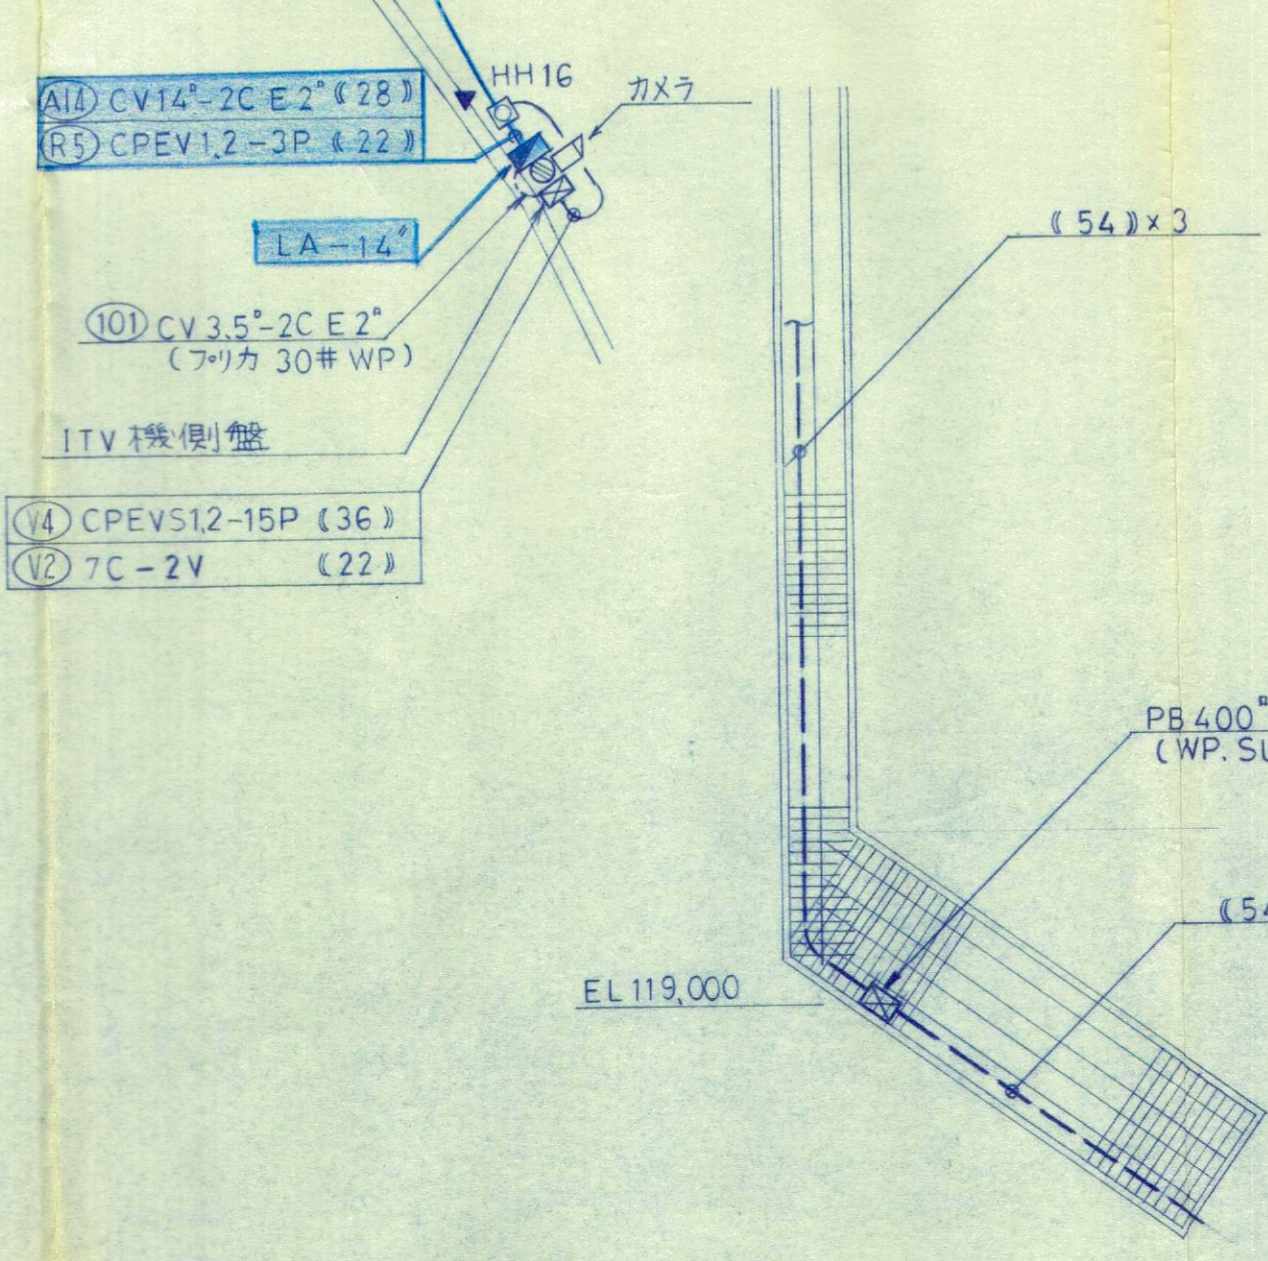 HH16
カメラ
A14 CV14□-2C E2□ 《28》
R5 CPEV1,2-3P 《22》
LA-14"
101 CV3.5□-2C E2□
(プリカ 30# WP)
ITV 機側盤
V4 CPEVS1,2-15P 《36》
V2 7C-2V 《22》
《54》×3
PB 400□
(WP. SU
《54
EL 119,000